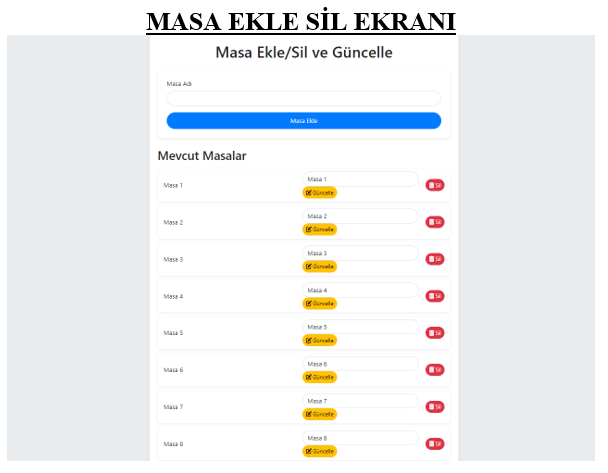 MASA EKLE SİL EKRANI
Masa Ekle/Sil ve Güncelle
Masa Adı
Masa Ekle
Mevcut Masalar
Masa 1 Masa 1 Sil
Güncelle
Masa 2 Masa 2 Sil
Güncelle
Masa 3 Masa 3 Sil
Güncelle
Masa 4 Masa 4 Sil
Güncelle
Masa 5 Masa 5 Sil
Güncelle
Masa 6 Masa 6 Sil
Güncelle
Masa 7 Masa 7 Sil
Güncelle
Masa 8 Masa 8 Sil
Güncelle